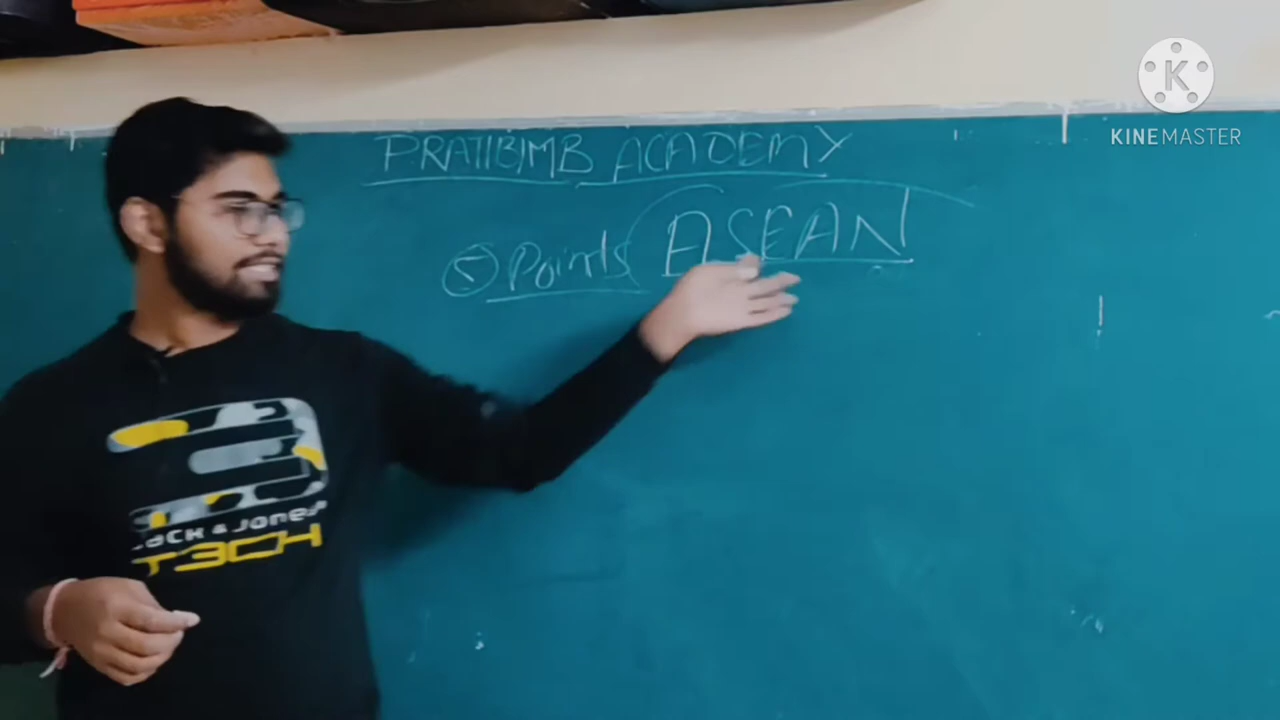 KINEMASTER
PRATIBIMB ACADEMY
5 Points ASEAN
JACK & JONES
T3CH